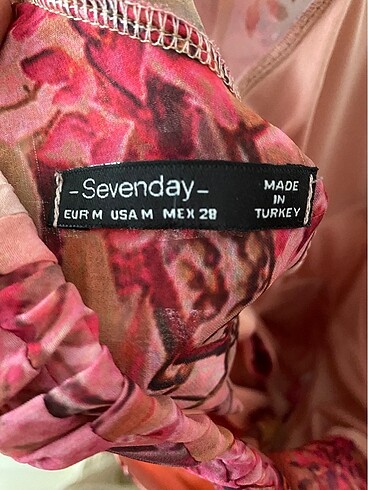 -Sevenday-
EUR M USA M MEX 28
MADE
IN
TURKEY